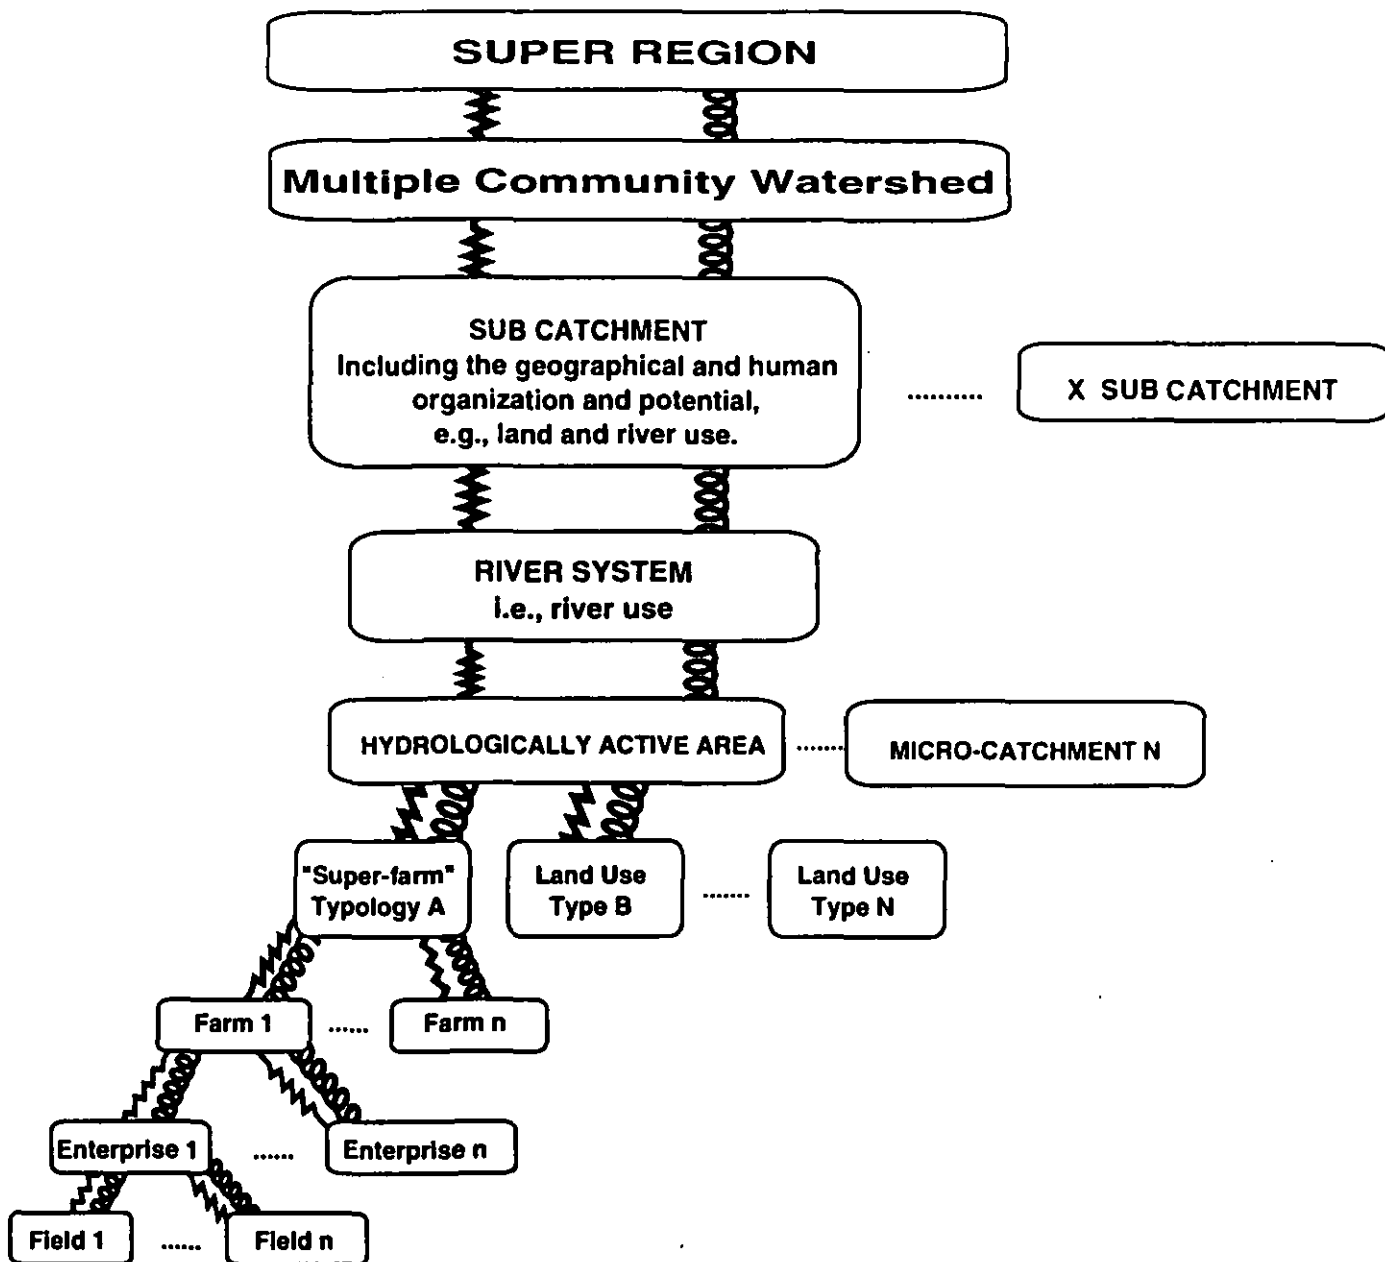 SUPER REGION
Multiple Community Watershed
SUB CATCHMENT
Including the geographical and human
organization and potential,
e.g., land and river use.
.......... X SUB CATCHMENT
RIVER SYSTEM
i.e., river use
HYDROLOGICALLY ACTIVE AREA ....... MICRO-CATCHMENT N
"Super-farm"
Typology A
Land Use
Type B
.......
Land Use
Type N
Farm 1 ...... Farm n
Enterprise 1 ...... Enterprise n
Field 1 ...... Field n